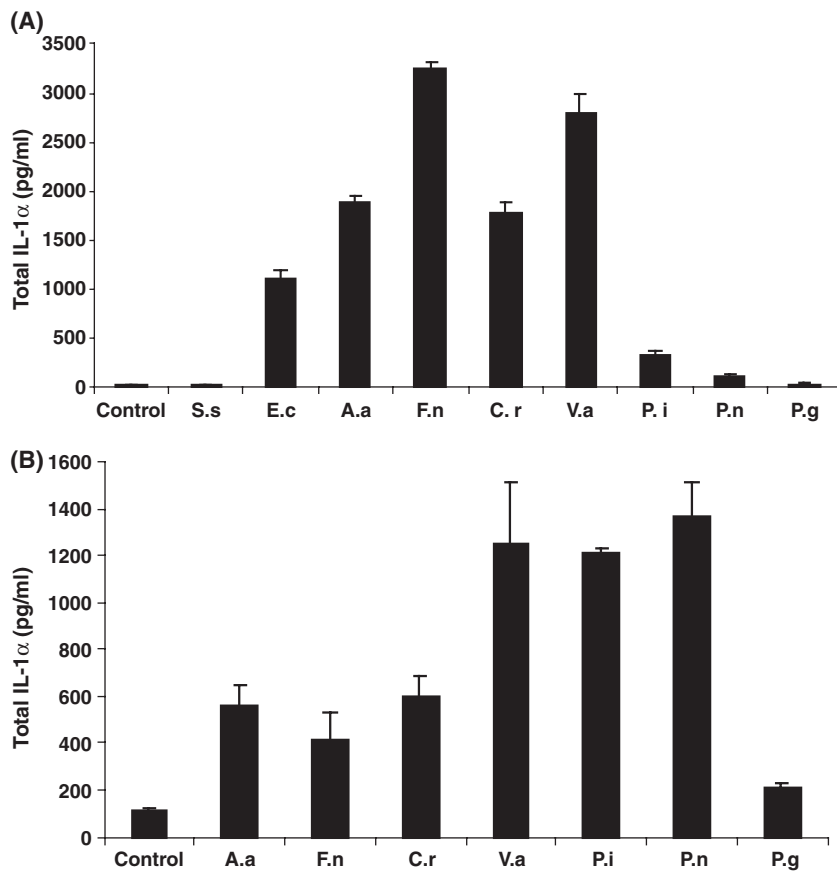 (A)
3500
3000
2500
2000
1500
1000
500
0
Total IL-1α (pg/ml)
Control S.s E.c A.a F.n C. r V.a P. i P.n P.g
(B)
1600
1400
1200
1000
800
600
400
200
0
Total IL-1α (pg/ml)
Control A.a F.n C.r V.a P.i P.n P.g